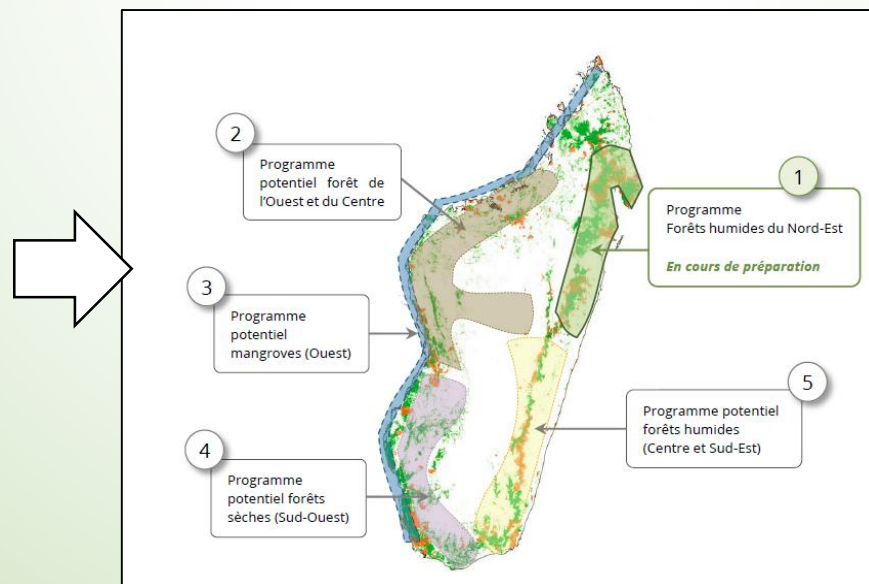 2
Programme
potentiel forêt de
l'Ouest et du Centre
1
Programme
Forêts humides du Nord-Est
En cours de préparation
3
Programme
potentiel
mangroves (Ouest)
5
Programme potentiel
forêts humides
(Centre et Sud-Est)
4
Programme
potentiel forêts
sèches (Sud-Ouest)